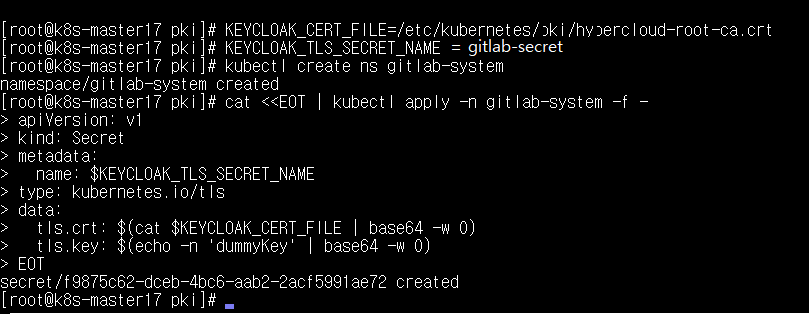 [root@k8s-master17 pki]# KEYCLOAK_CERT_FILE=/etc/kubernetes/pki/hypercloud-root-ca.crt
[root@k8s-master17 pki]# KEYCLOAK_TLS_SECRET_NAME = gitlab-secret
[root@k8s-master17 pki]# kubectl create ns gitlab-system
namespace/gitlab-system created
[root@k8s-master17 pki]# cat <<EOT | kubectl apply -n gitlab-system -f -
> apiVersion: v1
> kind: Secret
> metadata:
>   name: $KEYCLOAK_TLS_SECRET_NAME
> type: kubernetes.io/tls
> data:
>   tls.crt: $(cat $KEYCLOAK_CERT_FILE | base64 -w 0)
>   tls.key: $(echo -n 'dummyKey' | base64 -w 0)
> EOT
secret/f9875c62-dceb-4bc6-aab2-2acf5991ae72 created
[root@k8s-master17 pki]#